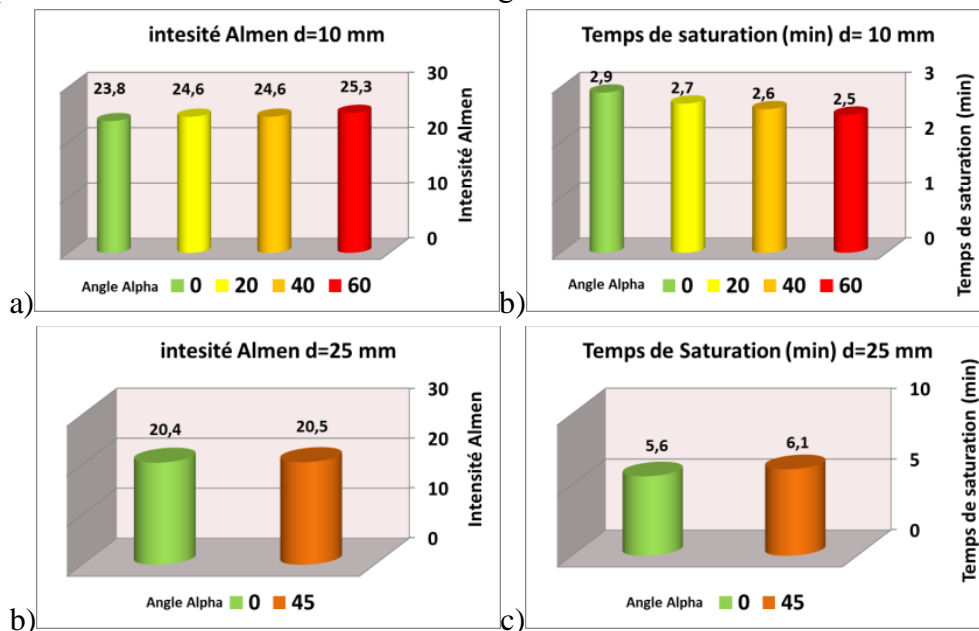 intesité Almen d=10 mm
23,8 24,6 24,6 25,3
30
20
10
0
Intensité Almen
Angle Alpha 0 20 40 60
a)
Temps de saturation (min) d= 10 mm
2,9 2,7 2,6 2,5
3
2
1
0
Temps de saturation (min)
Angle Alpha 0 20 40 60
b)
intesité Almen d=25 mm
20,4 20,5
30
20
10
0
Intensité Almen
Angle Alpha 0 45
b)
Temps de Saturation (min) d=25 mm
5,6 6,1
10
5
0
Temps de saturation (min)
Angle Alpha 0 45
c)